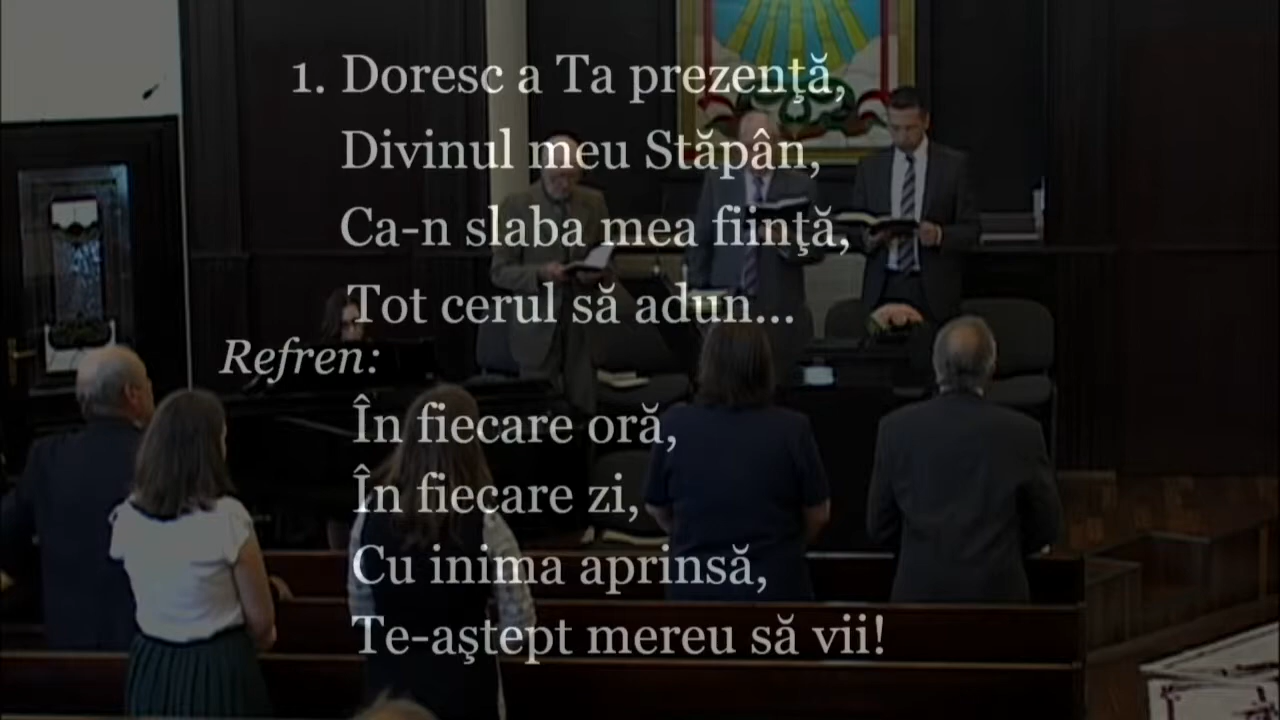 1. Doresc a Ta prezenţă,
Divinul meu Stăpân,
Ca-n slaba mea fiinţă,
Tot cerul să adun...
Refren:
În fiecare oră,
În fiecare zi,
Cu inima aprinsă,
Te-aştept mereu să vii!